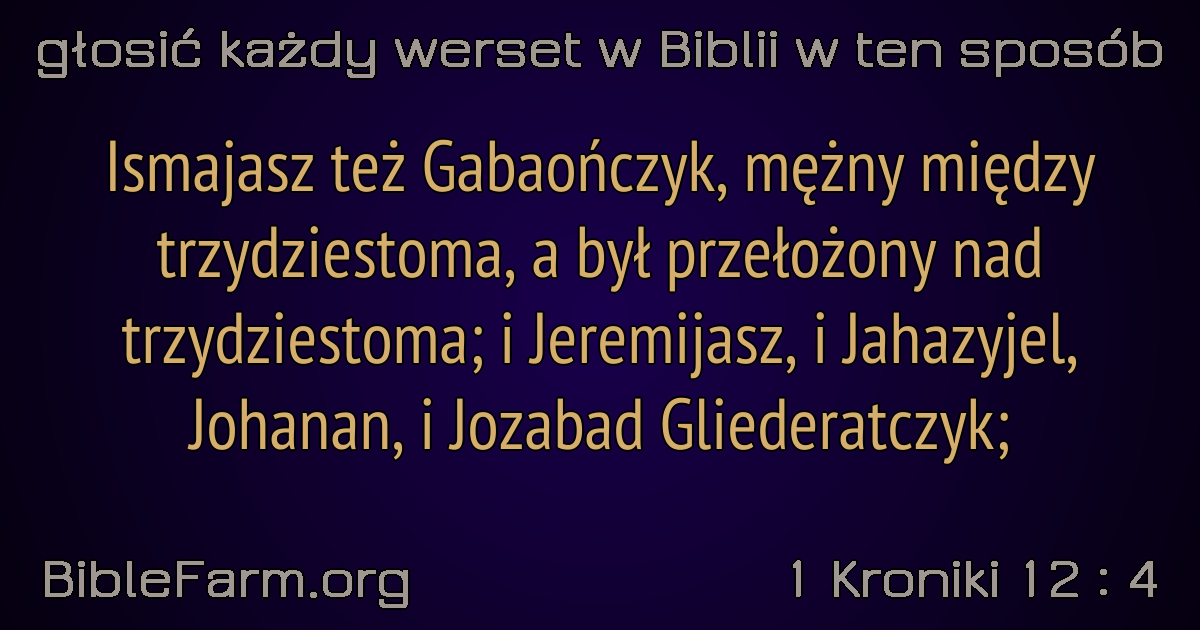 głosić każdy werset w Biblii w ten sposób
Ismajasz też Gabaończyk, mężny między
trzydziestoma, a był przełożony nad
trzydziestoma; i Jeremijasz, i Jahazyjel,
Johanan, i Jozabad Gliederatczyk;
BibleFarm.org
1 Kroniki 12 : 4